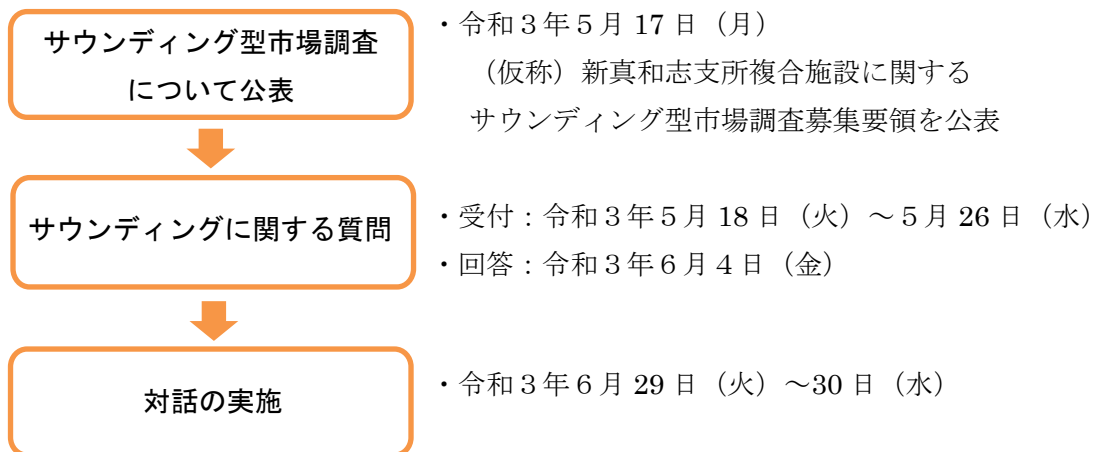 サウンディング型市場調査
について公表
・令和３年５月 17 日（月）
（仮称）新真和志支所複合施設に関する
サウンディング型市場調査募集要領を公表
サウンディングに関する質問
・受付：令和３年５月 18 日（火）～５月 26 日（水）
・回答：令和３年６月４日（金）
対話の実施
・令和３年６月 29 日（火）～30 日（水）